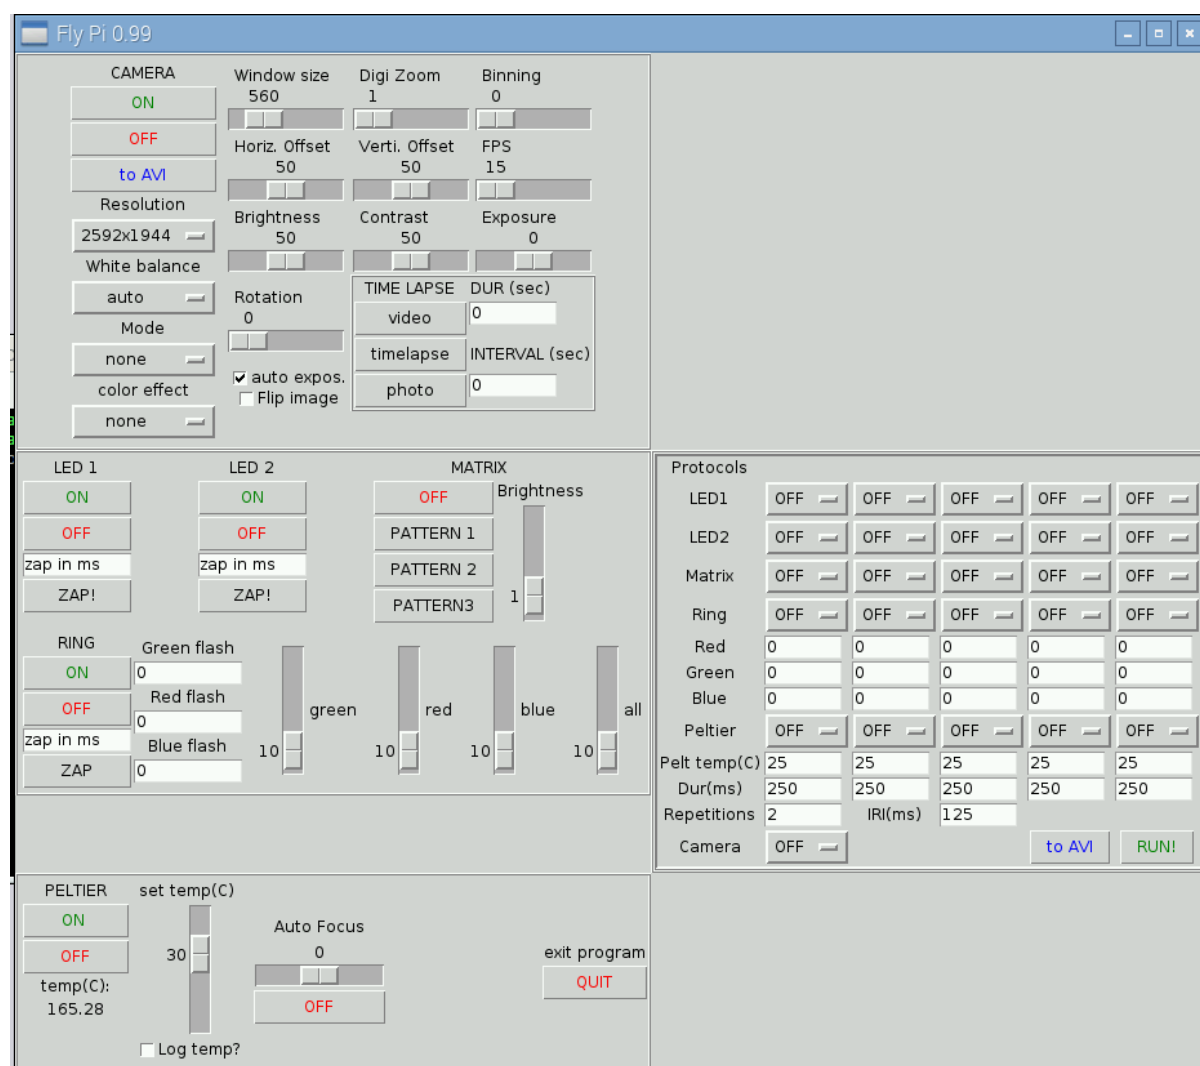 Fly Pi 0.99
CAMERA
ON
OFF
to AVI
Resolution
2592x1944
White balance
auto
Mode
none
color effect
none
Window size
560
Digi Zoom
1
Binning
0
Horiz. Offset
50
Verti. Offset
50
FPS
15
Brightness
50
Contrast
50
Exposure
0
Rotation
0
auto expos.
Flip image
TIME LAPSE DUR (sec)
video 0
timelapse INTERVAL (sec)
photo 0
LED 1
ON
OFF
zap in ms
ZAP!
LED 2
ON
OFF
zap in ms
ZAP!
MATRIX
OFF
PATTERN 1
PATTERN 2
PATTERN3
Brightness
1
RING
ON
OFF
zap in ms
ZAP
Green flash
0
Red flash
0
Blue flash
0
10 green
10 red
10 blue
10 all
Protocols
LED1 OFF OFF OFF OFF OFF
LED2 OFF OFF OFF OFF OFF
Matrix OFF OFF OFF OFF OFF
Ring OFF OFF OFF OFF OFF
Red 0 0 0 0 0
Green 0 0 0 0 0
Blue 0 0 0 0 0
Peltier OFF OFF OFF OFF OFF
Pelt temp(C) 25 25 25 25 25
Dur(ms) 250 250 250 250 250
Repetitions 2 IRI(ms) 125
Camera OFF to AVI RUN!
PELTIER
ON
OFF
temp(C):
165.28
set temp(C)
30
Log temp?
Auto Focus
0
OFF
exit program
QUIT